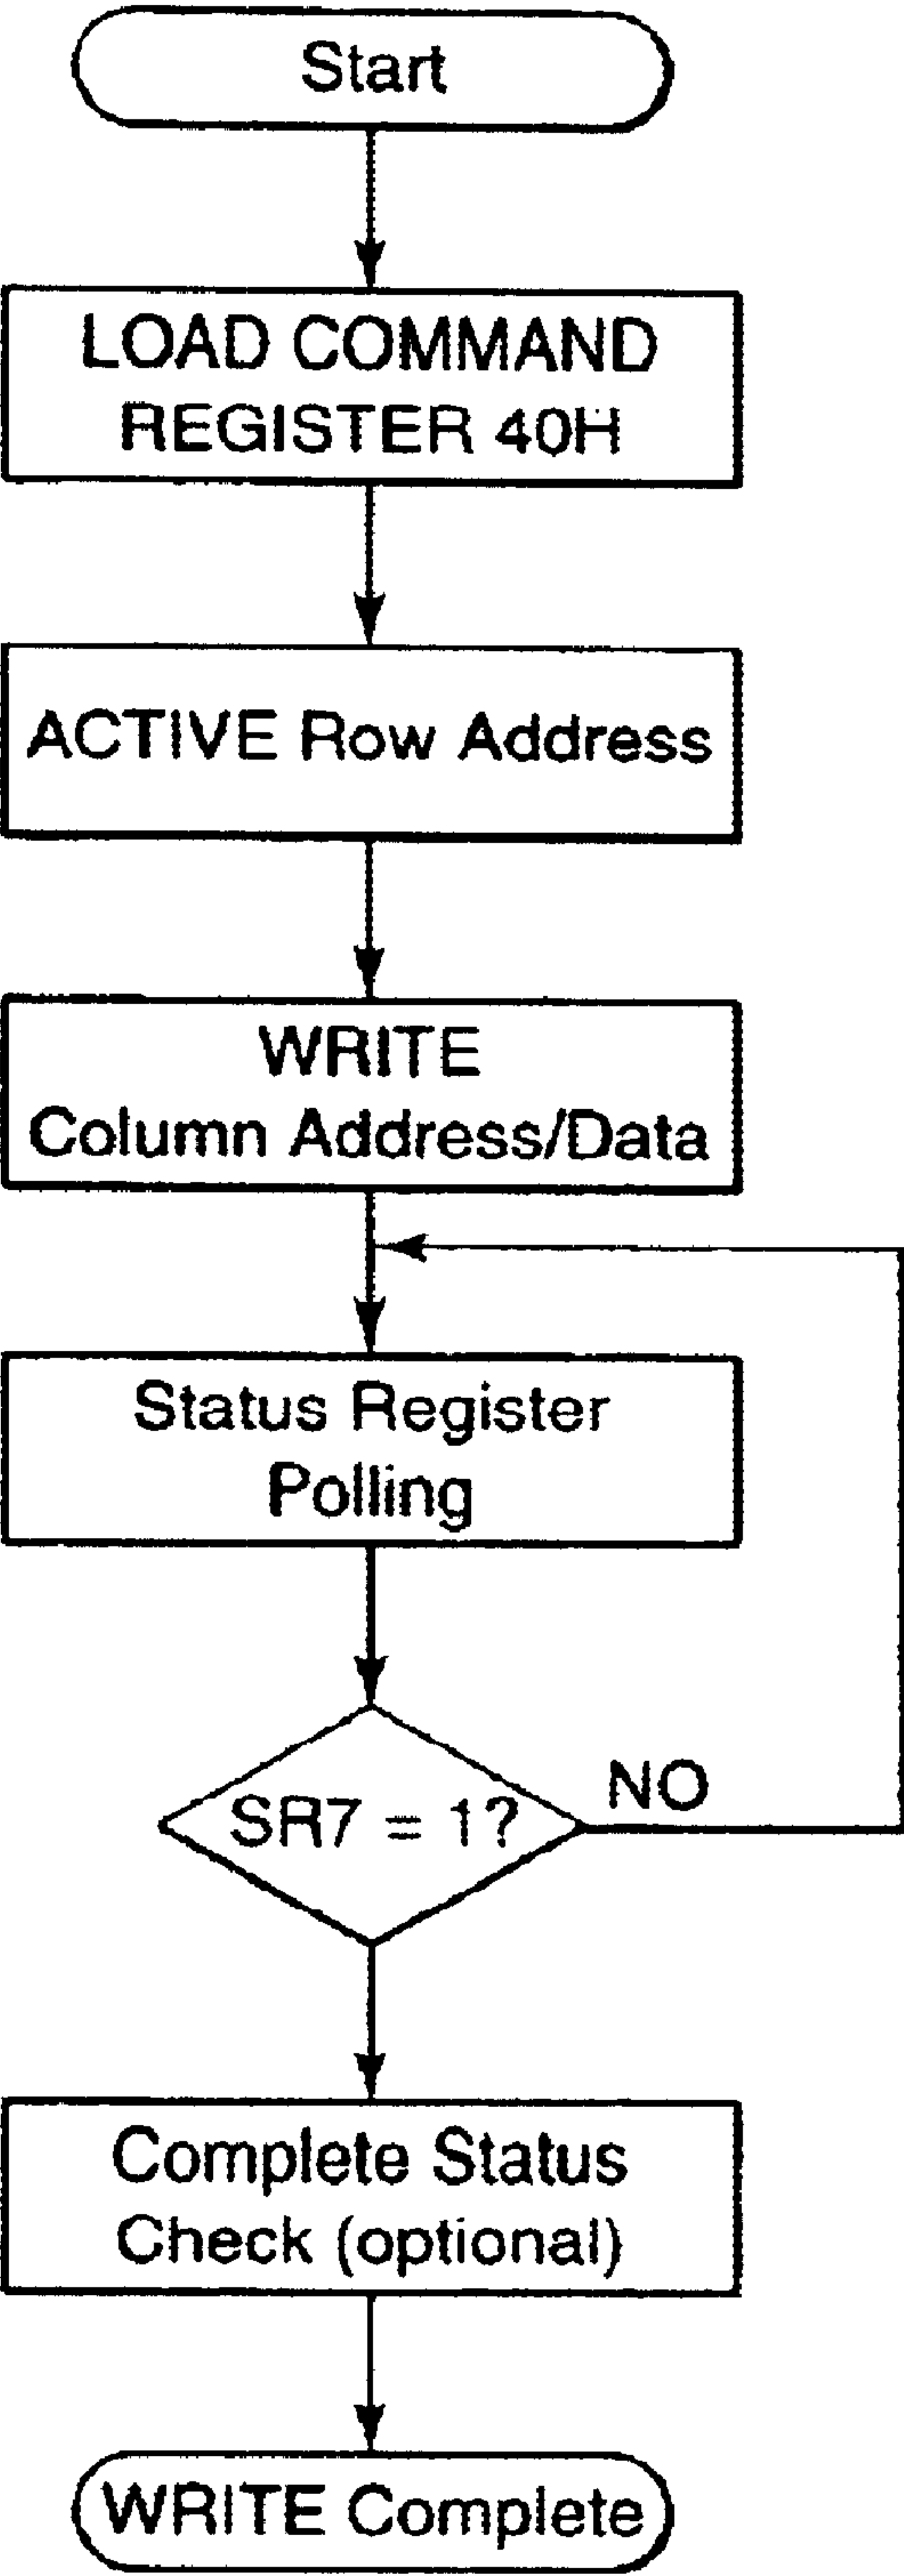 Start
LOAD COMMAND
REGISTER 40H
ACTIVE Row Address
WRITE
Column Address/Data
Status Register
Polling
SR7 = 1?
NO
Complete Status
Check (optional)
WRITE Complete